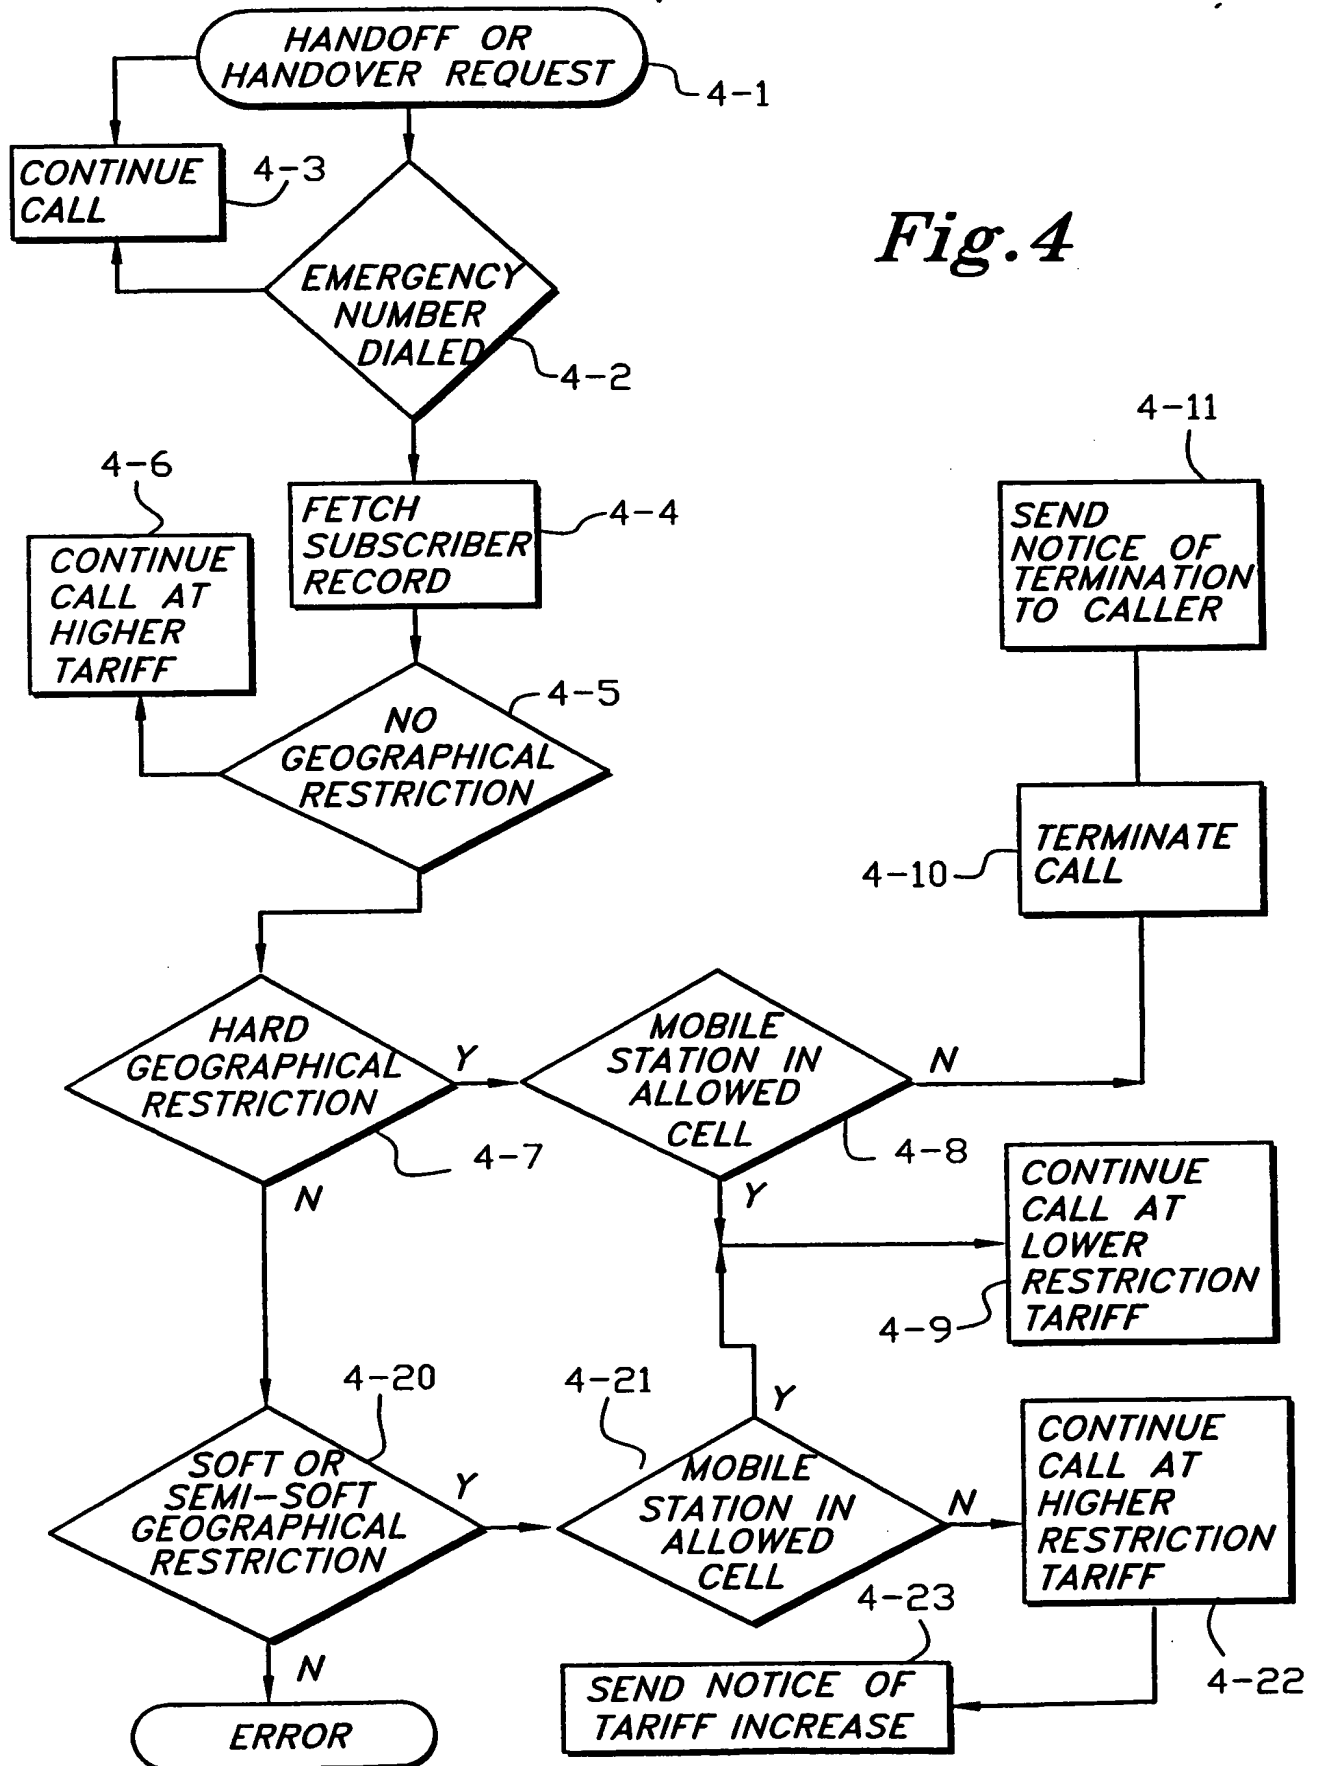 HANDOFF OR
HANDOVER REQUEST
4-1
CONTINUE
CALL
4-3
Fig.4
EMERGENCY
NUMBER
DIALED
4-2
4-11
4-6
FETCH
SUBSCRIBER
RECORD
4-4
SEND
NOTICE OF
TERMINATION
TO CALLER
CONTINUE
CALL AT
HIGHER
TARIFF
4-5
NO
GEOGRAPHICAL
RESTRICTION
TERMINATE
CALL
4-10
HARD
GEOGRAPHICAL
RESTRICTION
Y
4-7
N
MOBILE
STATION IN
ALLOWED
CELL
N
4-8
Y
CONTINUE
CALL AT
LOWER
RESTRICTION
TARIFF
4-9
4-20
SOFT OR
SEMI-SOFT
GEOGRAPHICAL
RESTRICTION
Y
N
4-21
Y
MOBILE
STATION IN
ALLOWED
CELL
N
CONTINUE
CALL AT
HIGHER
RESTRICTION
TARIFF
4-22
4-23
SEND NOTICE OF
TARIFF INCREASE
ERROR